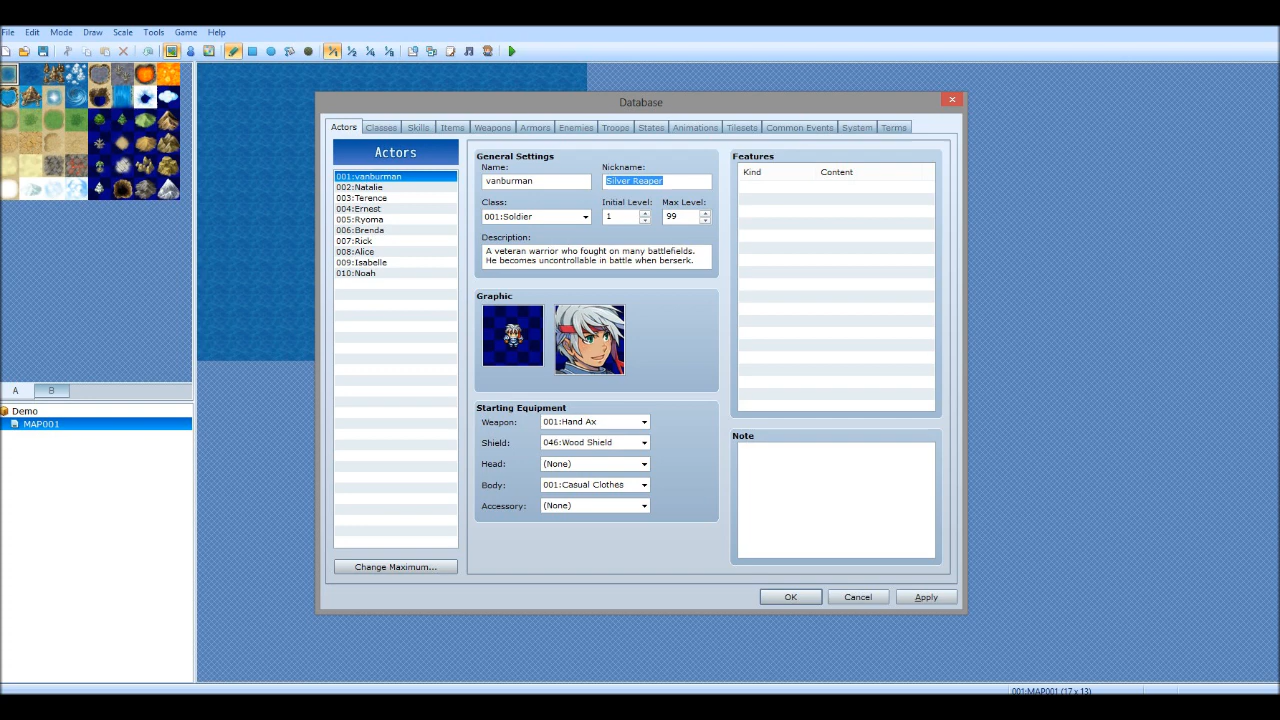 File Edit Mode Draw Scale Tools Game Help
Database
Actors Classes Skills Items Weapons Armors Enemies Troops States Animations Tilesets Common Events System Terms
Actors
001:vanburman
002:Natalie
003:Terence
004:Ernest
005:Ryoma
006:Brenda
007:Rick
008:Alice
009:Isabelle
010:Noah
Change Maximum...
General Settings
Name: Nickname:
vanburman Silver Reaper
Class: Initial Level: Max Level:
001:Soldier 1 99
Description:
A veteran warrior who fought on many battlefields.
He becomes uncontrollable in battle when berserk.
Graphic
Starting Equipment
Weapon: 001:Hand Ax
Shield: 046:Wood Shield
Head: (None)
Body: 001:Casual Clothes
Accessory: (None)
Features
Kind Content
Note
OK Cancel Apply
A B
Demo
MAP001
001:MAP001 (17 x 13)